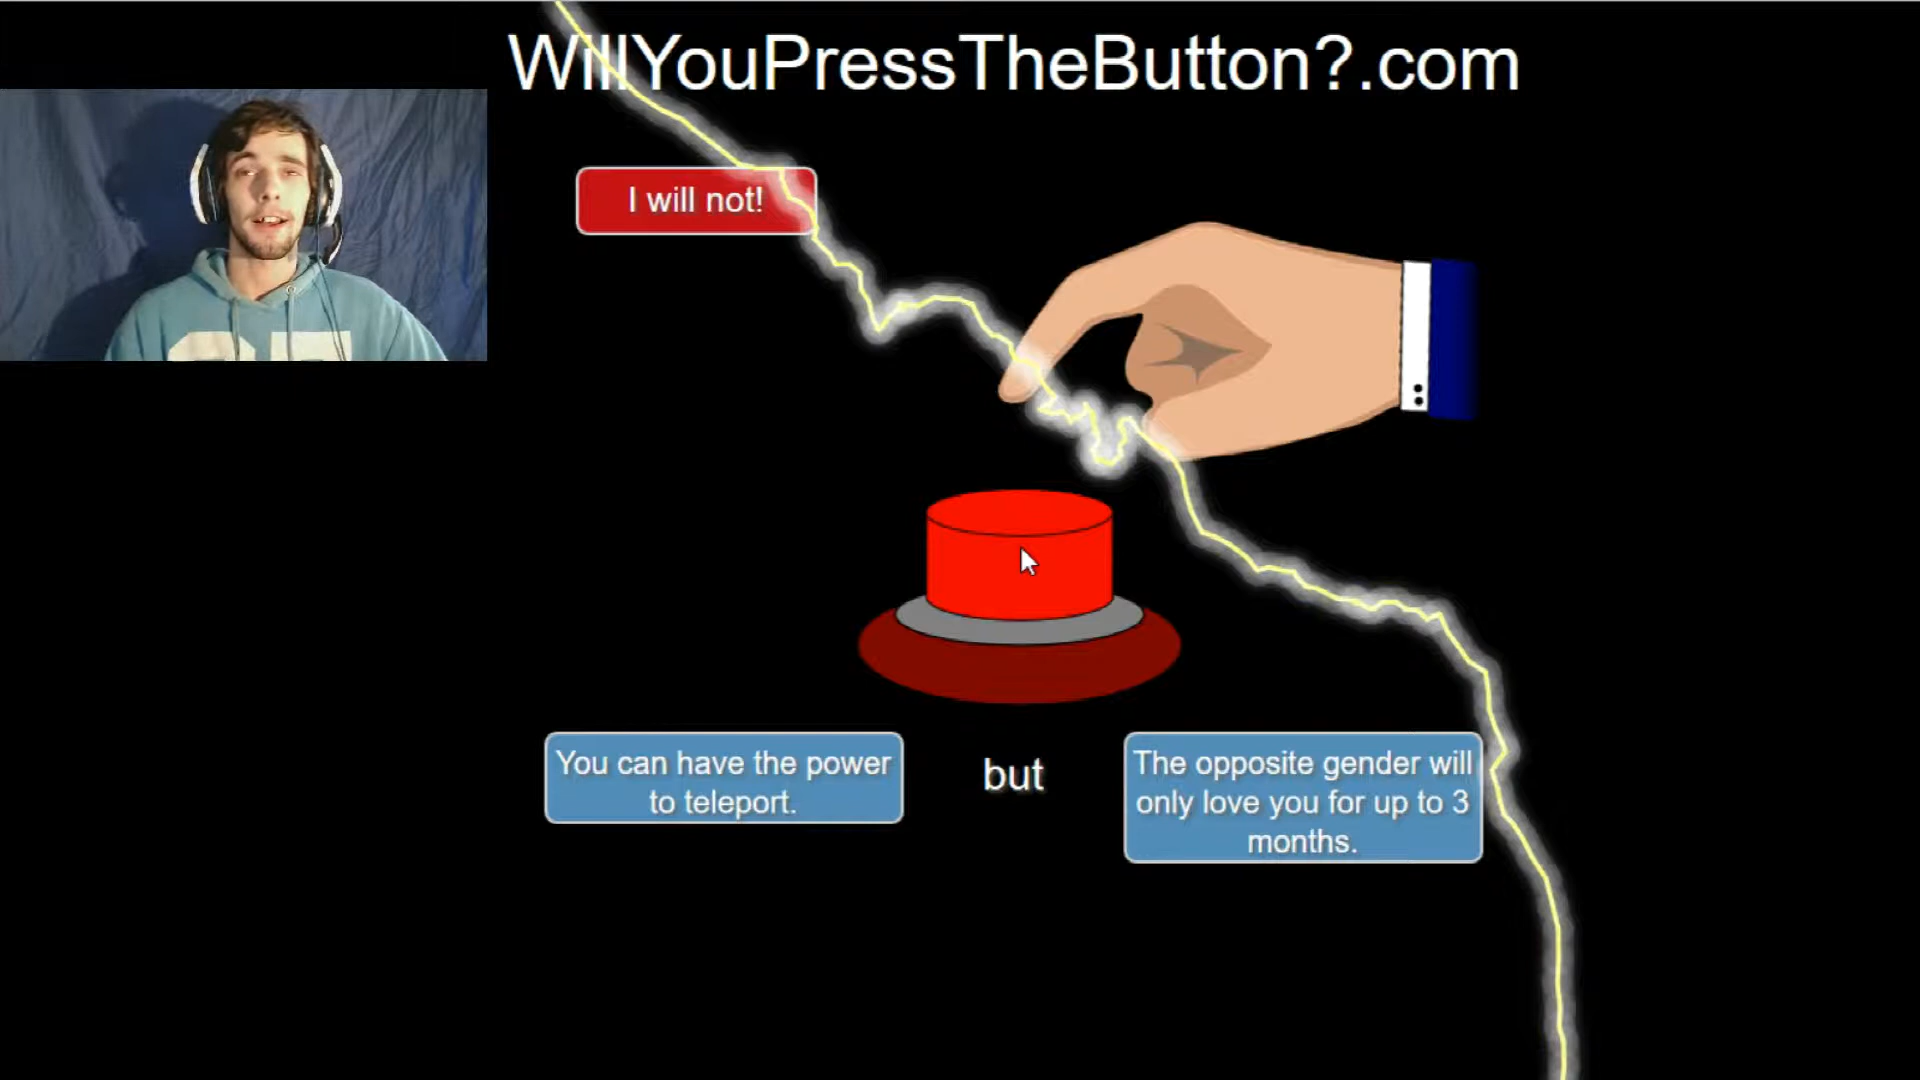 WillYouPressTheButton?.com
I will not!
You can have the power
to teleport.
but
The opposite gender will
only love you for up to 3
months.